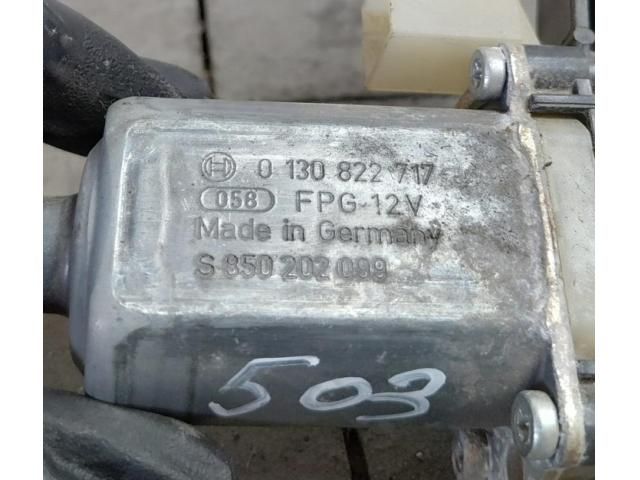 0 130 822 717
058 FPG 12V
Made in Germany
S 850 202 099
503